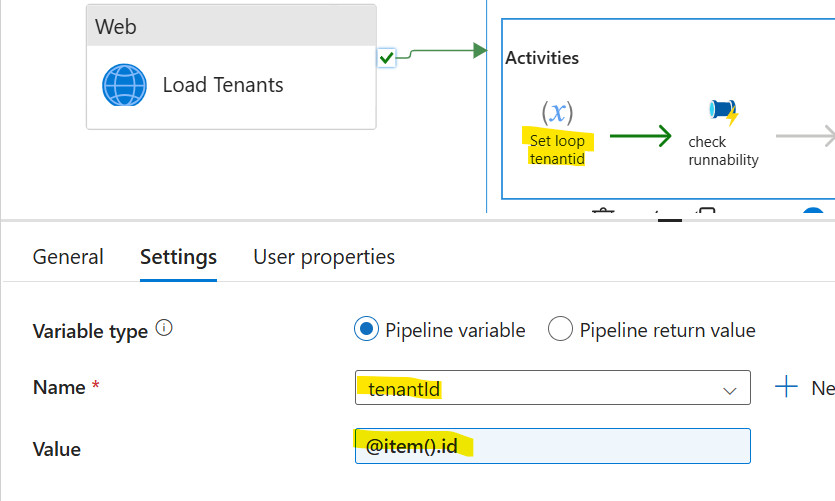 Web
Load Tenants
Activities
(x)
Set loop
tenantid
check
runnability
General
Settings
User properties
Variable type
Pipeline variable
Pipeline return value
Name *
tenantId
Ne
Value
@item().id